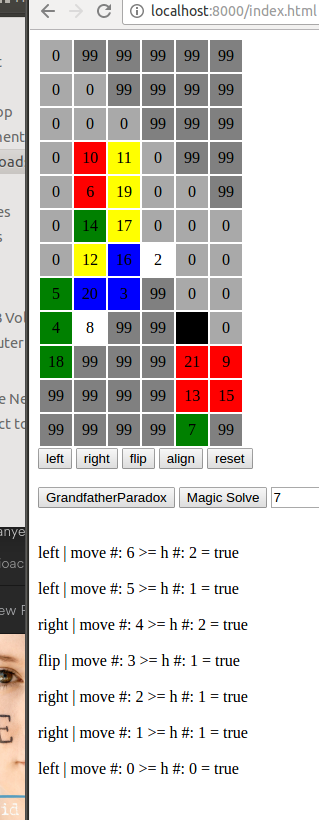 localhost:8000/index.html
0 99 99 99 99 99
0 0 99 99 99 99
0 0 0 99 99 99
0 10 11 0 99 99
0 6 19 0 0 99
0 14 17 0 0 0
0 12 16 2 0 0
5 20 3 99 0 0
4 8 99 99 0
18 99 99 99 21 9
99 99 99 99 13 15
99 99 99 99 7 99
left right flip align reset
GrandfatherParadox Magic Solve 7
left | move #: 6 >= h #: 2 = true
left | move #: 5 >= h #: 1 = true
right | move #: 4 >= h #: 2 = true
flip | move #: 3 >= h #: 1 = true
right | move #: 2 >= h #: 1 = true
right | move #: 1 >= h #: 1 = true
left | move #: 0 >= h #: 0 = true